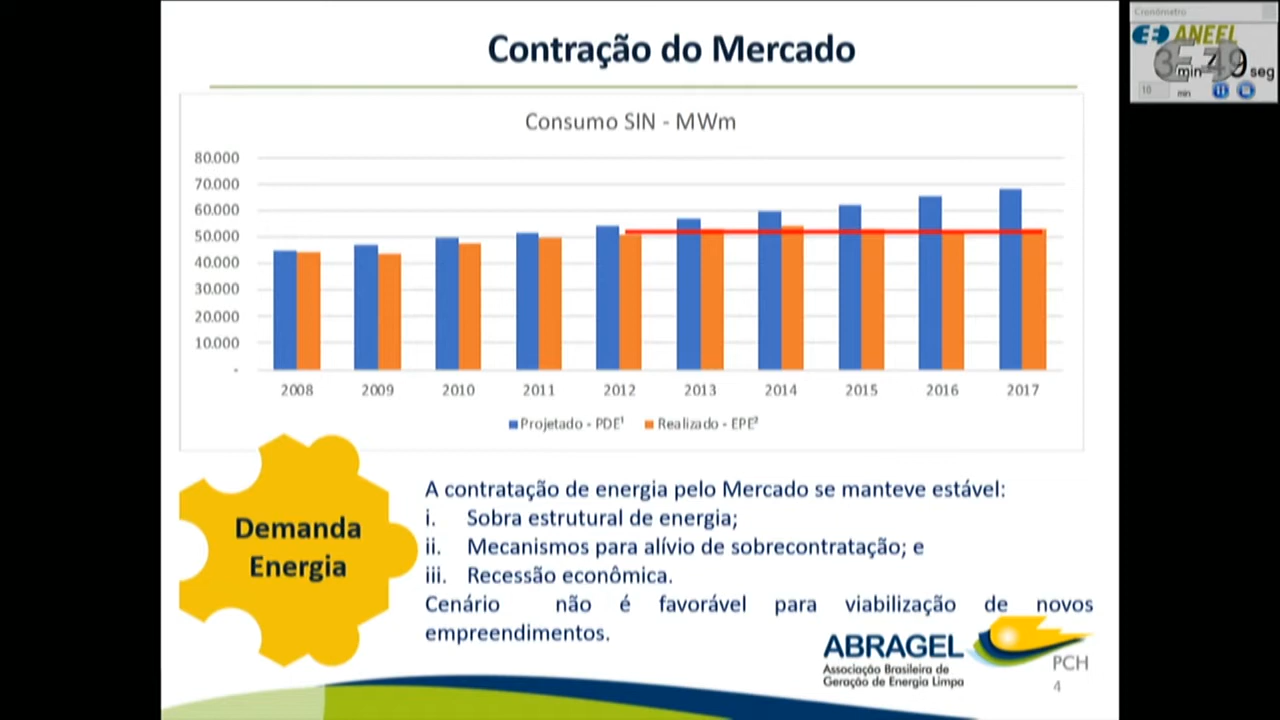 Contração do Mercado
Cronômetro
ANEEL
min
seg
10
min
Consumo SIN - MWm
80.000
70.000
60.000
50.000
40.000
30.000
20.000
10.000
-
2008 2009 2010 2011 2012 2013 2014 2015 2016 2017
Projetado - PDE¹ Realizado - EPE²
Demanda
Energia
A contratação de energia pelo Mercado se manteve estável:
i. Sobra estrutural de energia;
ii. Mecanismos para alívio de sobrecontratação; e
iii. Recessão econômica.
Cenário não é favorável para viabilização de novos
empreendimentos.
ABRAGEL
Associação Brasileira de
Geração de Energia Limpa
PCH
4